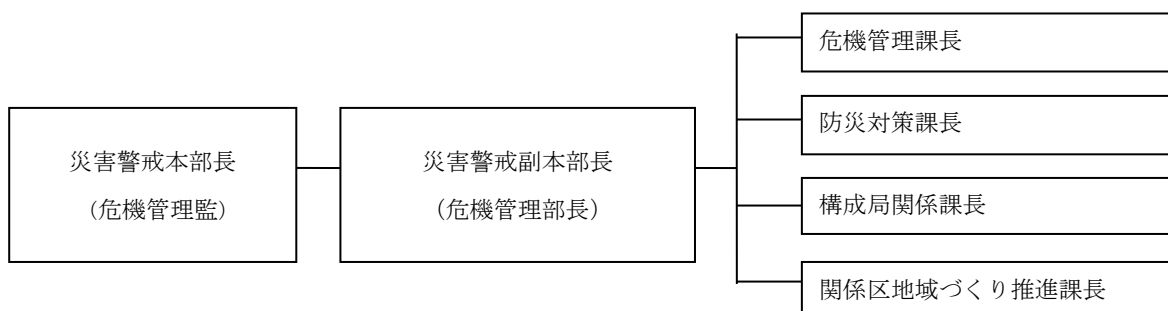 災害警戒本部長
(危機管理監)
災害警戒副本部長
(危機管理部長)
危機管理課長
防災対策課長
構成局関係課長
関係区地域づくり推進課長